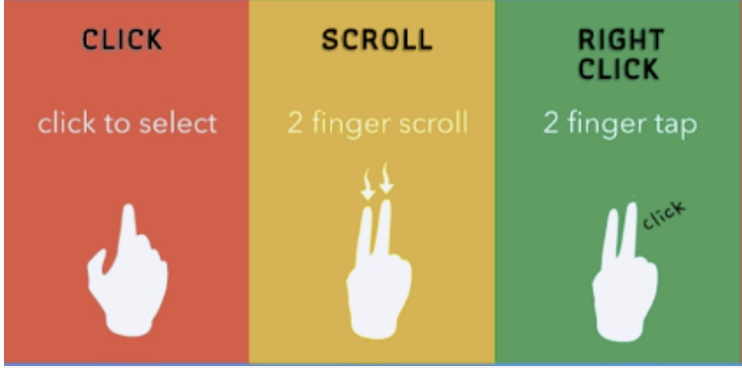 CLICK
click to select
SCROLL
2 finger scroll
RIGHT
CLICK
2 finger tap
click